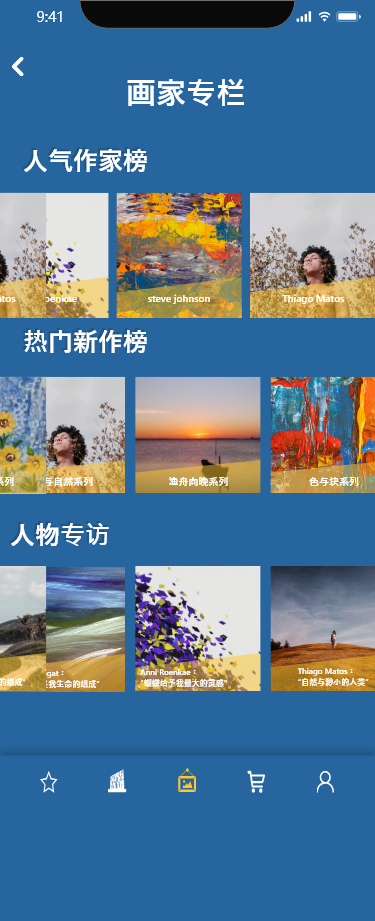 9:41
画家专栏
人气作家榜
atos
oenkae
steve johnson
Thiago Matos
热门新作榜
系列
与自然系列
渔舟向晚系列
色与块系列
人物专访
的组成”
gat：
是我生命的组成”
Anni Roenkae：
“蝴蝶给予我最大的灵感”
Thiago Matos：
“自然与渺小的人类”